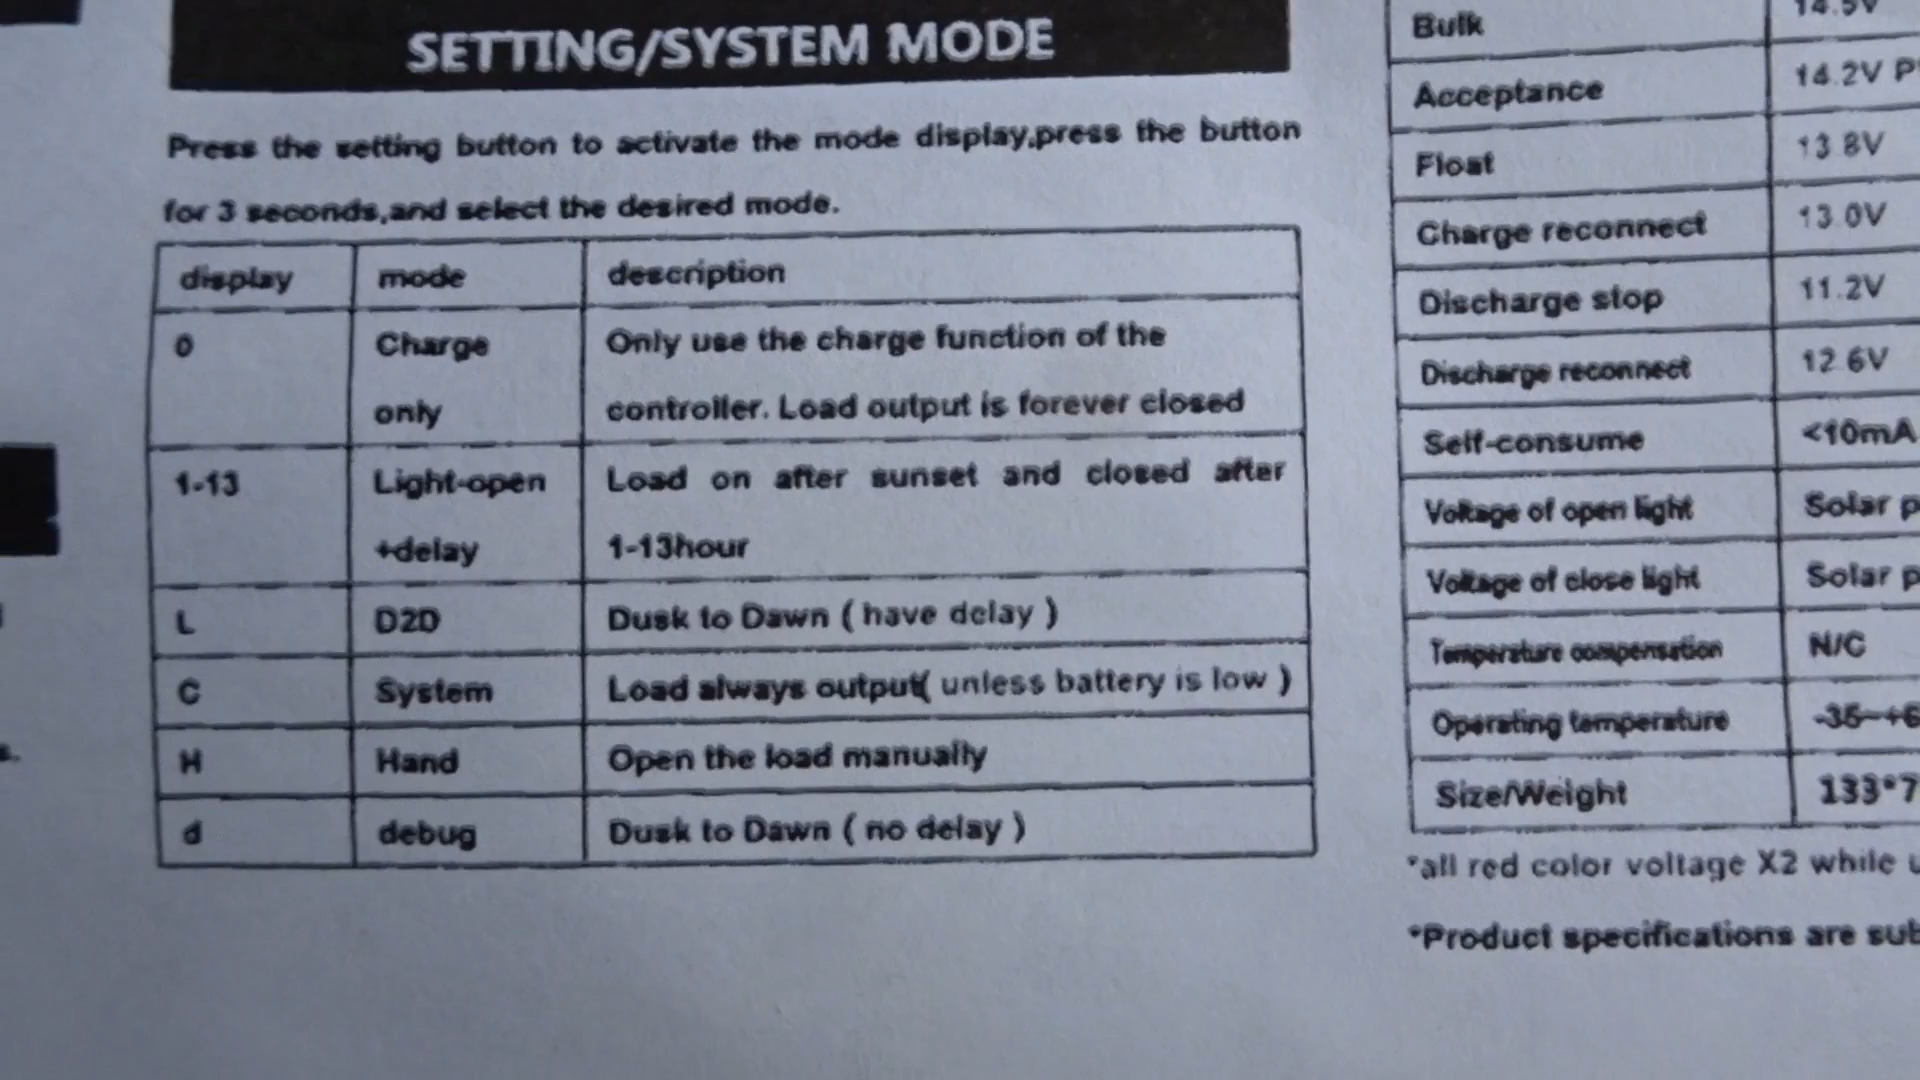 SETTING/SYSTEM MODE
Press the setting button to activate the mode display,press the button
for 3 seconds,and select the desired mode.
display mode description
0 Charge only Only use the charge function of the
controller. Load output is forever closed
1-13 Light-open +delay Load on after sunset and closed after
1-13hour
L D2D Dusk to Dawn ( have delay )
C System Load always output( unless battery is low )
H Hand Open the load manually
d debug Dusk to Dawn ( no delay )
Bulk 14.5V
Acceptance 14.2V
Float 13.8V
Charge reconnect 13.0V
Discharge stop 11.2V
Discharge reconnect 12.6V
Self-consume <10mA
Voltage of open light Solar
Voltage of close light Solar
Temperature compensation N/C
Operating temperature -35~+6
Size/Weight 133*7
*all red color voltage X2 while
*Product specifications are